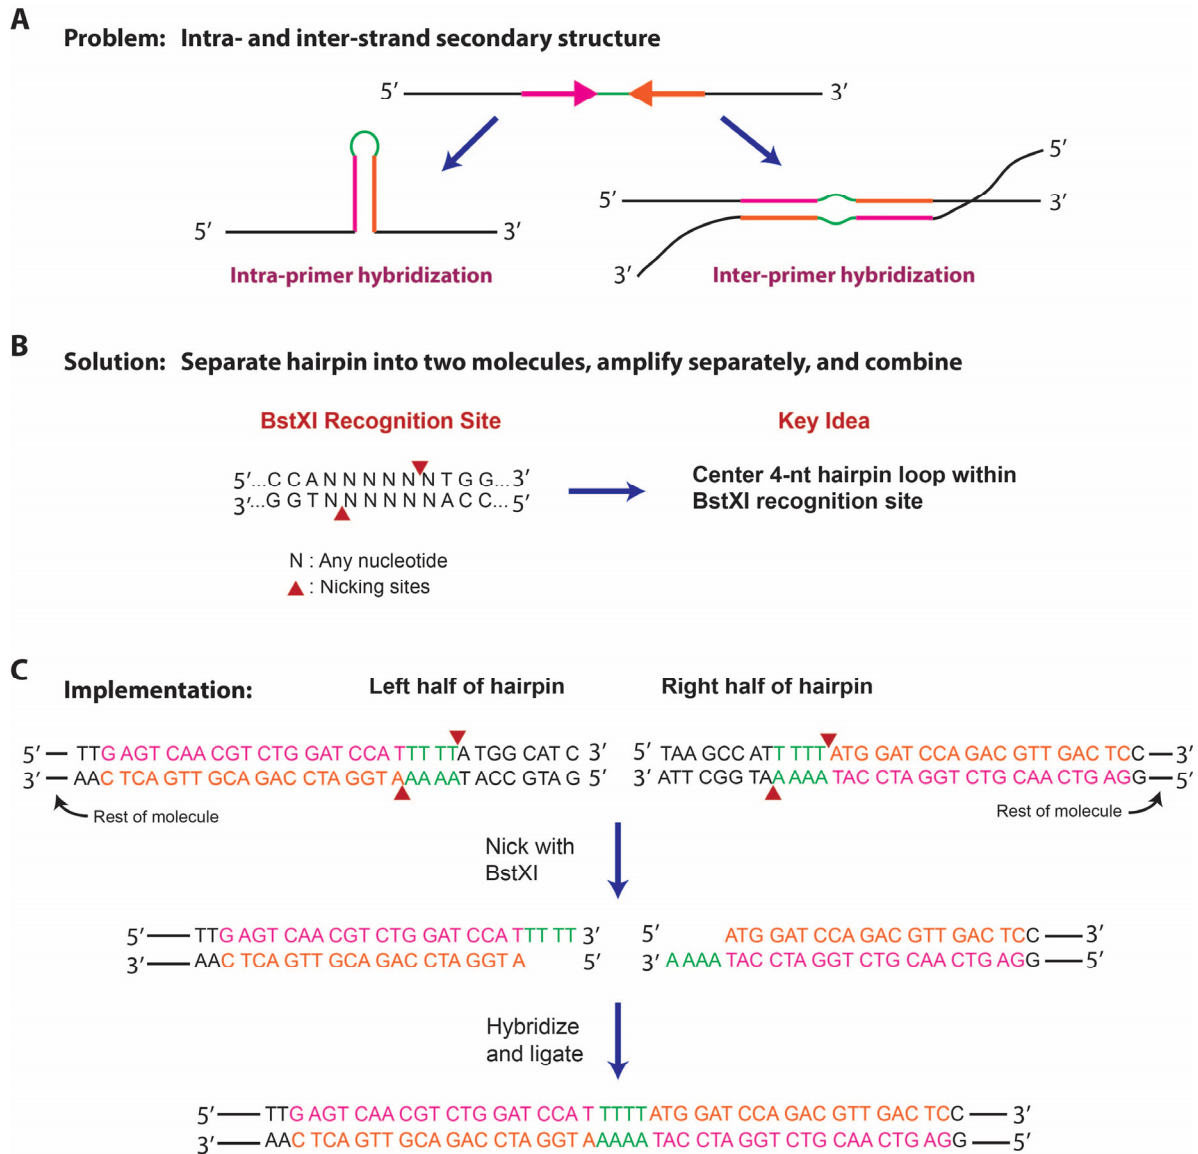 A
Problem: Intra- and inter-strand secondary structure
5′ 3′
5′ 3′
Intra-primer hybridization
5′
5′ 3′
3′
Inter-primer hybridization
B
Solution: Separate hairpin into two molecules, amplify separately, and combine
BstXI Recognition Site
5′...C C A N N N N N N T G G...3′
3′...G G T N N N N N N A C C...5′
N : Any nucleotide
: Nicking sites
Key Idea
Center 4-nt hairpin loop within
BstXI recognition site
C
Implementation:
Left half of hairpin
Right half of hairpin
5′ TTG AGT CAA CGT CTG GAT CCA TTT TTA TGG CAT C 3′
3′ AAC TCA GTT GCA GAC CTA GGTA AAA ATACC GTA G 5′
Rest of molecule
5′ TAA GCC ATT TTT ATG GAT CCA GAC GTT GAC TCC 3′
3′ ATT CGG TAA AAA TAC CTA GGT CTG CAA CTG AGG 5′
Rest of molecule
Nick with
BstXI
5′ TTG AGT CAA CGT CTG GAT CCA TTT TT 3′
3′ AAC TCA GTT GCA GAC CTA GGT A 5′
5′ ATG GAT CCA GAC GTT GAC TCC 3′
3′ A AAA TAC CTA GGT CTG CAA CTG AGG 5′
Hybridize
and ligate
5′ TTG AGT CAA CGT CTG GAT CCA T TTTT ATG GAT CCA GAC GTT GAC TCC 3′
3′ AAC TCA GTT GCA GAC CTA GGTA AAAA TAC CTA GGT CTG CAA CTG AGG 5′